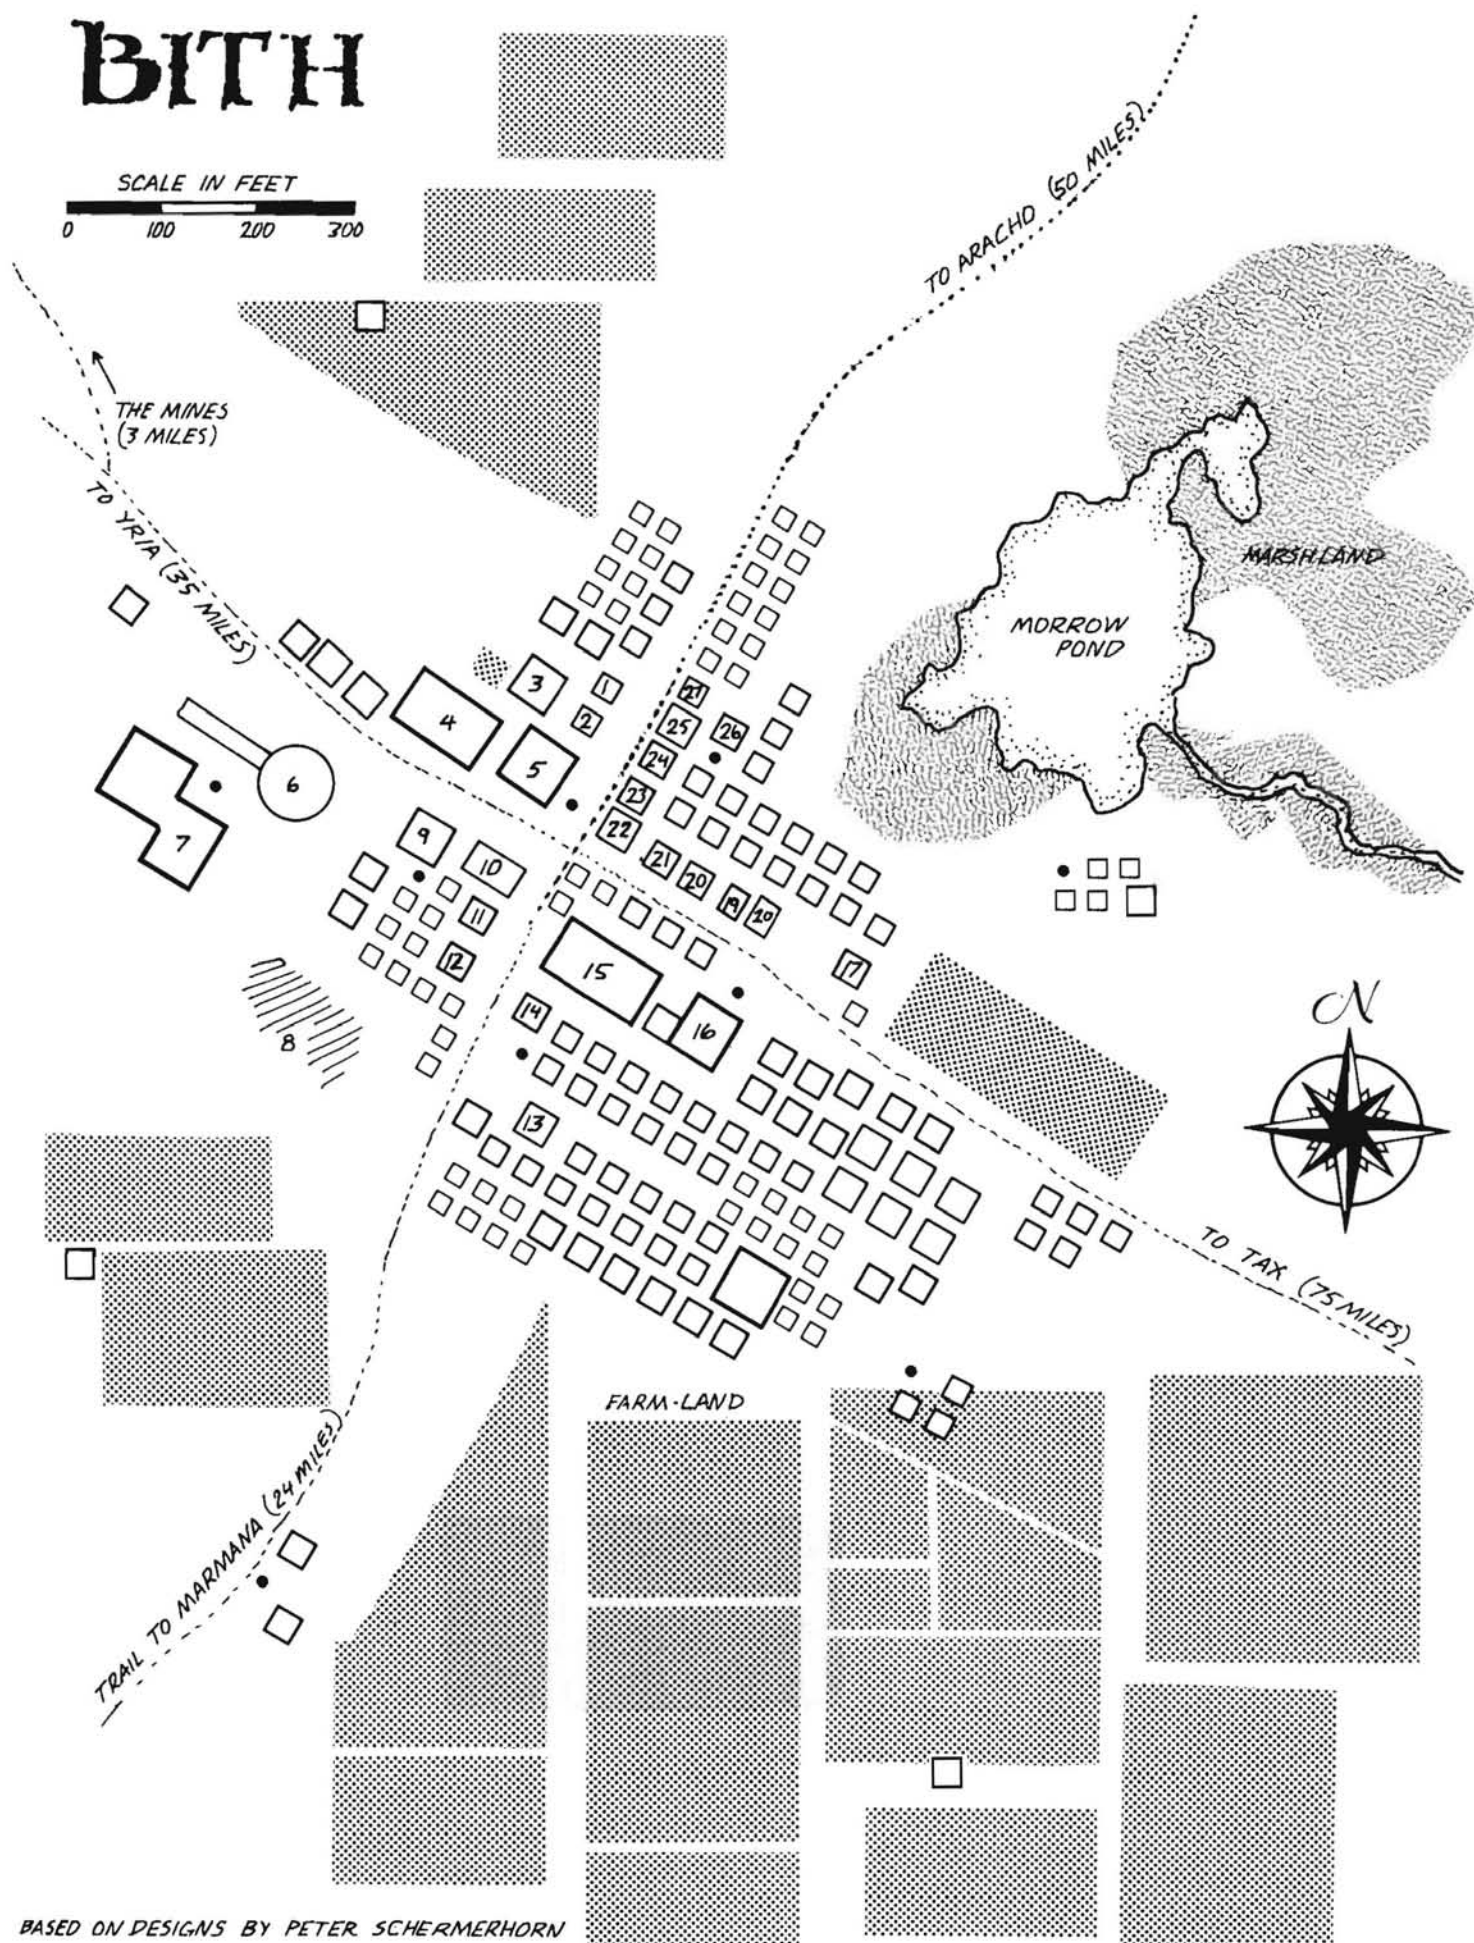 BITH
SCALE IN FEET
0 100 200 300
TO ARACHO (50 MILES)
THE MINES
(3 MILES)
TO YRIA (35 MILES)
MARSHLAND
MORROW
POND
1
2
3
4
5
6
7
8
9
10
11
12
13
14
15
16
17
20
19
20
21
22
23
24
25
26
27
N
TO TAX (75 MILES)
FARM-LAND
TRAIL TO MARMANA (24 MILES)
BASED ON DESIGNS BY PETER SCHERMERHORN